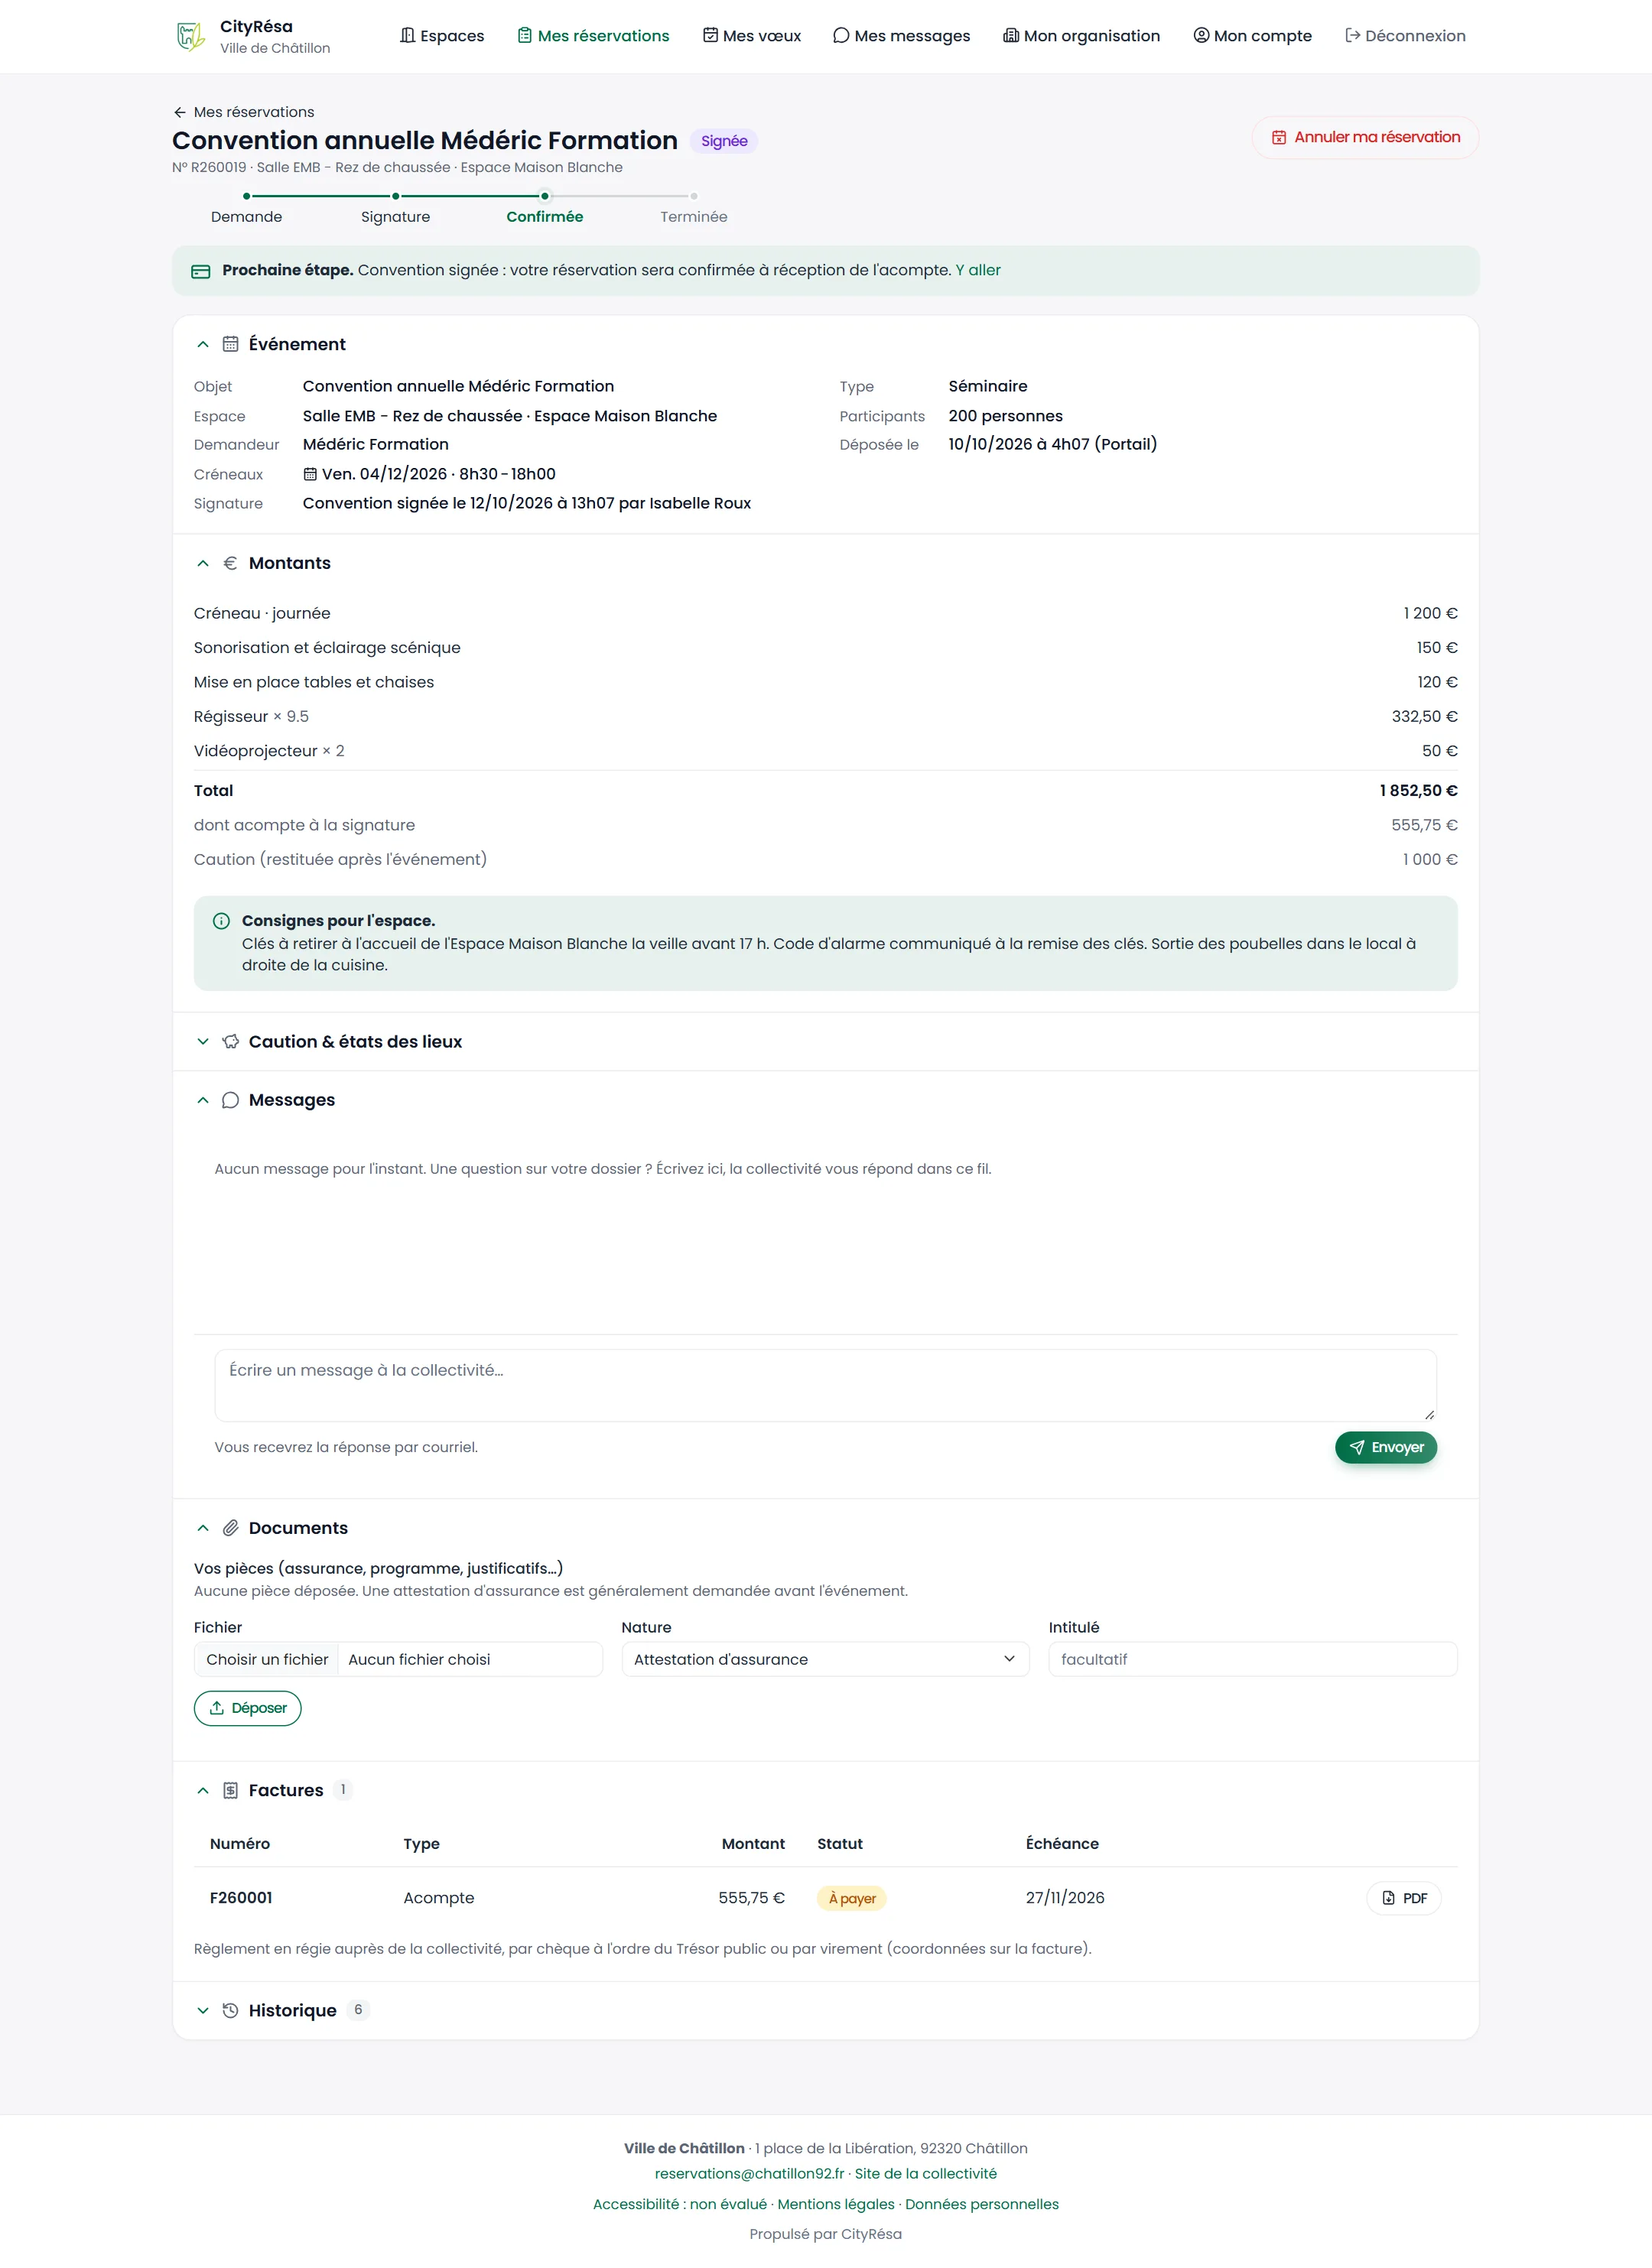 CityRésa
Ville de Châtillon
Espaces
Mes réservations
Mes vœux
Mes messages
Mon organisation
Mon compte
Déconnexion
Mes réservations
Convention annuelle Médéric Formation Signée
Annuler ma réservation
N° R260019 · Salle EMB - Rez de chaussée · Espace Maison Blanche
Demande
Signature
Confirmée
Terminée
Prochaine étape. Convention signée : votre réservation sera confirmée à réception de l'acompte. Y aller
Événement
Objet Convention annuelle Médéric Formation
Type Séminaire
Espace Salle EMB - Rez de chaussée · Espace Maison Blanche
Participants 200 personnes
Demandeur Médéric Formation
Déposée le 10/10/2026 à 4h07 (Portail)
Créneaux Ven. 04/12/2026 · 8h30 – 18h00
Signature Convention signée le 12/10/2026 à 13h07 par Isabelle Roux
Montants
Créneau · journée 1 200 €
Sonorisation et éclairage scénique 150 €
Mise en place tables et chaises 120 €
Régisseur × 9.5 332,50 €
Vidéoprojecteur × 2 50 €
Total 1 852,50 €
dont acompte à la signature 555,75 €
Caution (restituée après l'événement) 1 000 €
Consignes pour l'espace.
Clés à retirer à l'accueil de l'Espace Maison Blanche la veille avant 17 h. Code d'alarme communiqué à la remise des clés. Sortie des poubelles dans le local à
droite de la cuisine.
Caution & états des lieux
Messages
Aucun message pour l'instant. Une question sur votre dossier ? Écrivez ici, la collectivité vous répond dans ce fil.
Écrire un message à la collectivité…
Vous recevrez la réponse par courriel.
Envoyer
Documents
Vos pièces (assurance, programme, justificatifs…)
Aucune pièce déposée. Une attestation d'assurance est généralement demandée avant l'événement.
Fichier
Nature
Intitulé
Choisir un fichier Aucun fichier choisi
Attestation d'assurance
facultatif
Déposer
Factures 1
Numéro Type Montant Statut Échéance
F260001 Acompte 555,75 € À payer 27/11/2026 PDF
Règlement en régie auprès de la collectivité, par chèque à l'ordre du Trésor public ou par virement (coordonnées sur la facture).
Historique 6
Ville de Châtillon · 1 place de la Libération, 92320 Châtillon
reservations@chatillon92.fr · Site de la collectivité
Accessibilité : non évalué · Mentions légales · Données personnelles
Propulsé par CityRésa